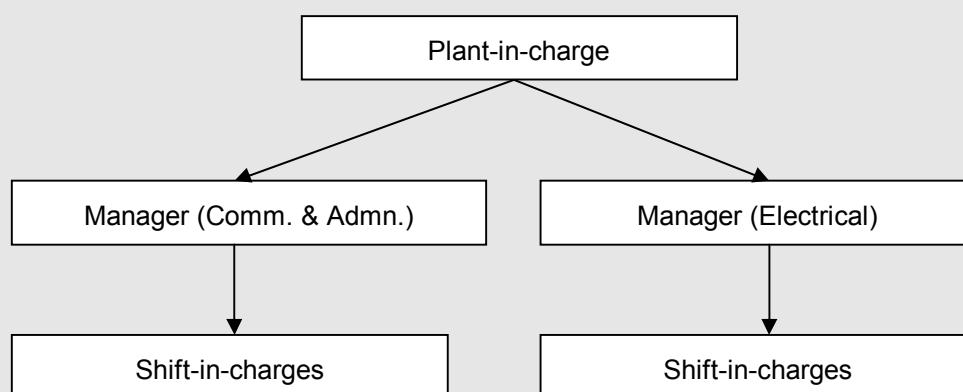 Plant-in-charge
Manager (Comm. & Admn.)
Manager (Electrical)
Shift-in-charges
Shift-in-charges